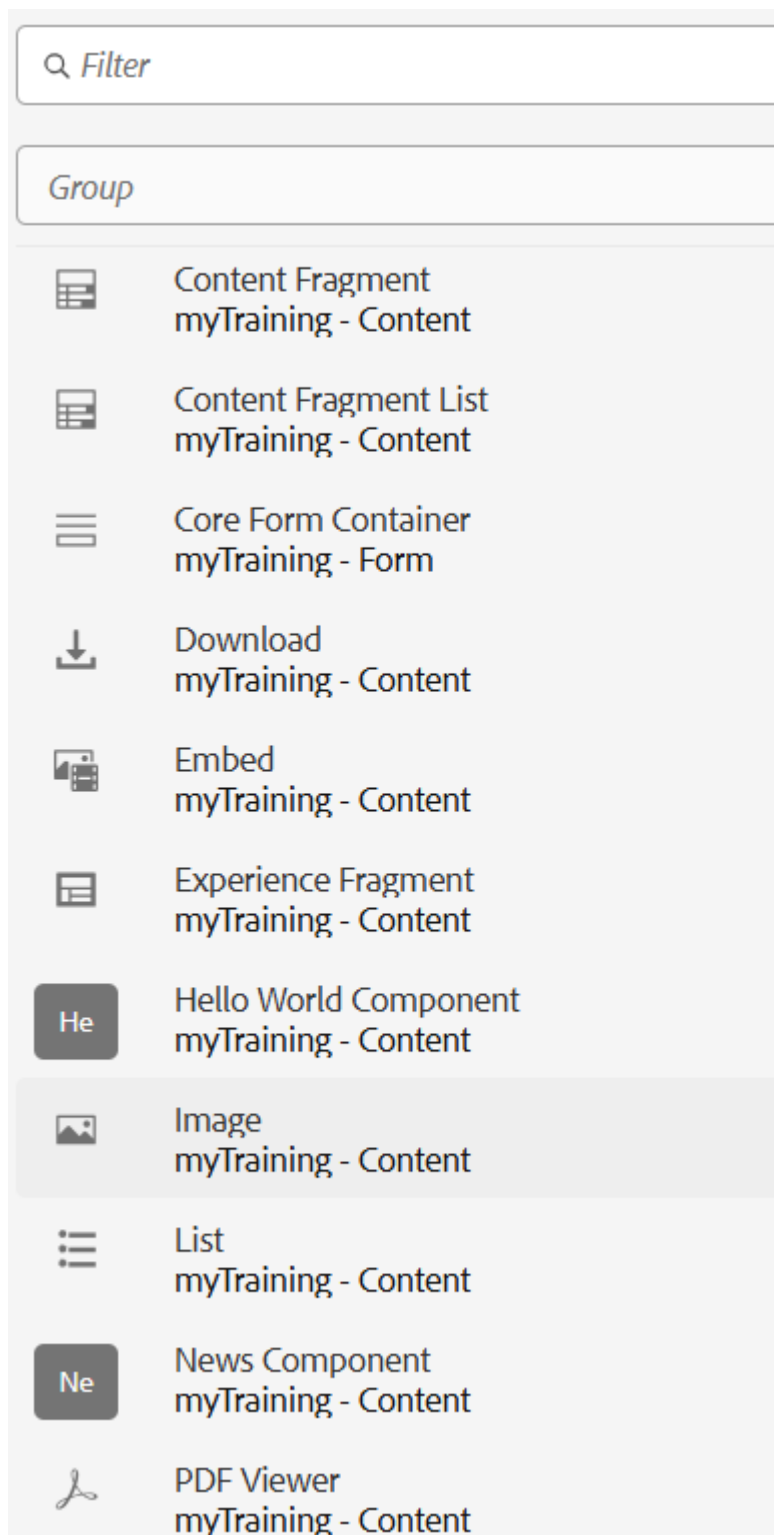 Filter
Group
Content Fragment
myTraining - Content
Content Fragment List
myTraining - Content
Core Form Container
myTraining - Form
Download
myTraining - Content
Embed
myTraining - Content
Experience Fragment
myTraining - Content
He
Hello World Component
myTraining - Content
Image
myTraining - Content
List
myTraining - Content
Ne
News Component
myTraining - Content
PDF Viewer
myTraining - Content